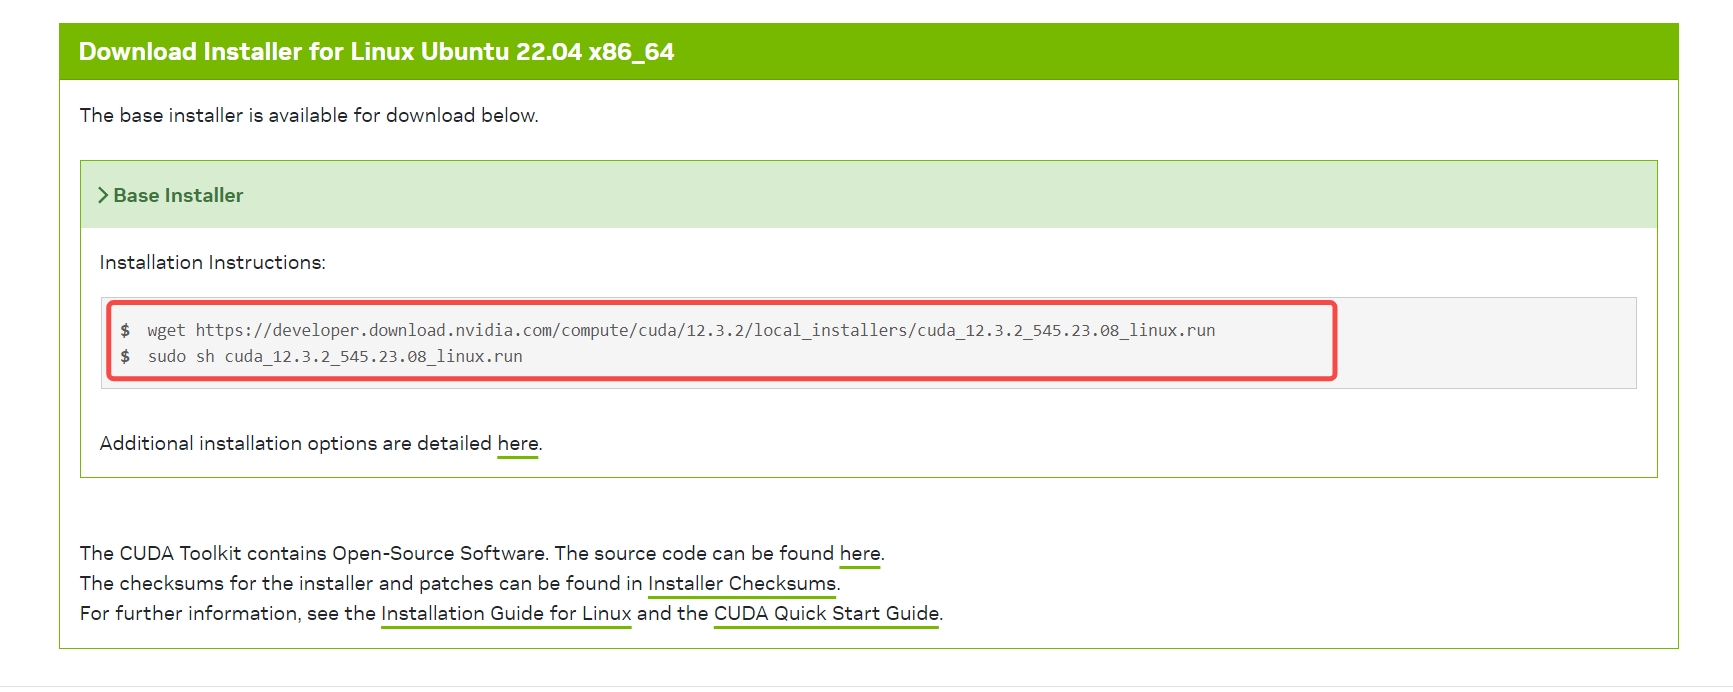 Download Installer for Linux Ubuntu 22.04 x86_64
The base installer is available for download below.
Base Installer
Installation Instructions:
$ wget https://developer.download.nvidia.com/compute/cuda/12.3.2/local_installers/cuda_12.3.2_545.23.08_linux.run
$ sudo sh cuda_12.3.2_545.23.08_linux.run
Additional installation options are detailed here.
The CUDA Toolkit contains Open-Source Software. The source code can be found here.
The checksums for the installer and patches can be found in Installer Checksums.
For further information, see the Installation Guide for Linux and the CUDA Quick Start Guide.